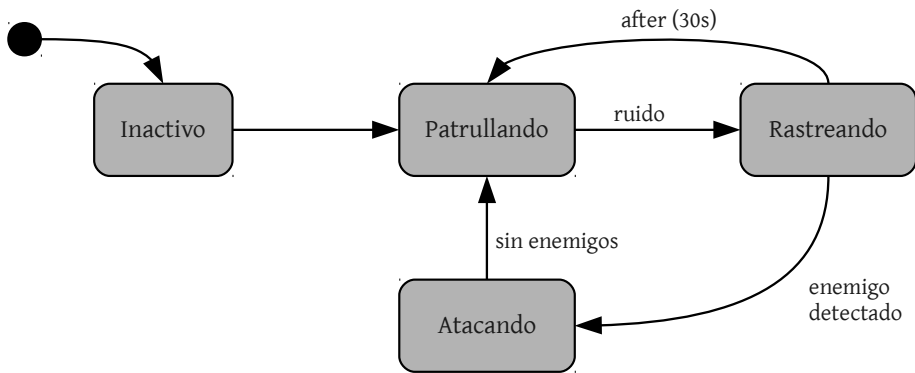 after (30s)
Inactivo
Patrullando
ruido
Rastreando
sin enemigos
enemigo
detectado
Atacando